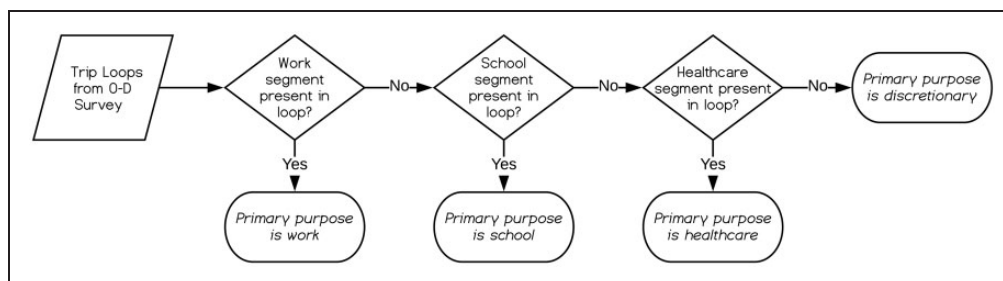 Trip Loops
from O-D
Survey
Work
segment
present in
loop?
No
School
segment
present in
loop?
No
Healthcare
segment present
in loop?
No
Primary purpose
is discretionary
Yes
Yes
Yes
Primary purpose
is work
Primary purpose
is school
Primary purpose
is healthcare